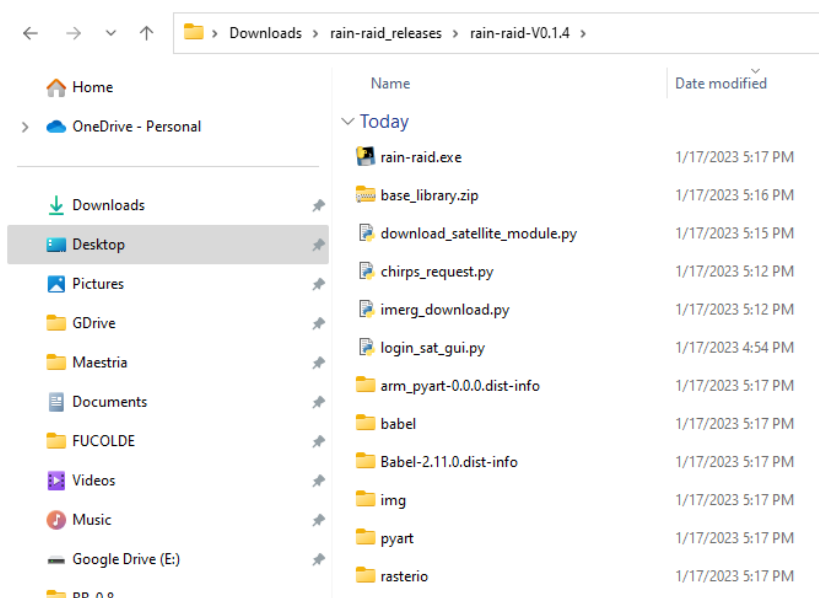 Downloads > rain-raid_releases > rain-raid-V0.1.4 >
Home
OneDrive - Personal
Downloads
Desktop
Pictures
GDrive
Maestria
Documents
FUCOLDE
Videos
Music
Google Drive (E:)
Name Date modified
Today
rain-raid.exe 1/17/2023 5:17 PM
base_library.zip 1/17/2023 5:16 PM
download_satellite_module.py 1/17/2023 5:15 PM
chirps_request.py 1/17/2023 5:12 PM
imerg_download.py 1/17/2023 5:12 PM
login_sat_gui.py 1/17/2023 4:54 PM
arm_pyart-0.0.0.dist-info 1/17/2023 5:17 PM
babel 1/17/2023 5:17 PM
Babel-2.11.0.dist-info 1/17/2023 5:17 PM
img 1/17/2023 5:17 PM
pyart 1/17/2023 5:17 PM
rasterio 1/17/2023 5:17 PM